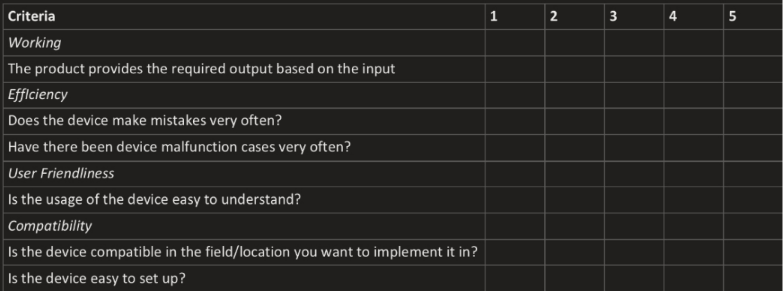 Criteria 1 2 3 4 5
Working
The product provides the required output based on the input
Efficiency
Does the device make mistakes very often?
Have there been device malfunction cases very often?
User Friendliness
Is the usage of the device easy to understand?
Compatibility
Is the device compatible in the field/location you want to implement it in?
Is the device easy to set up?